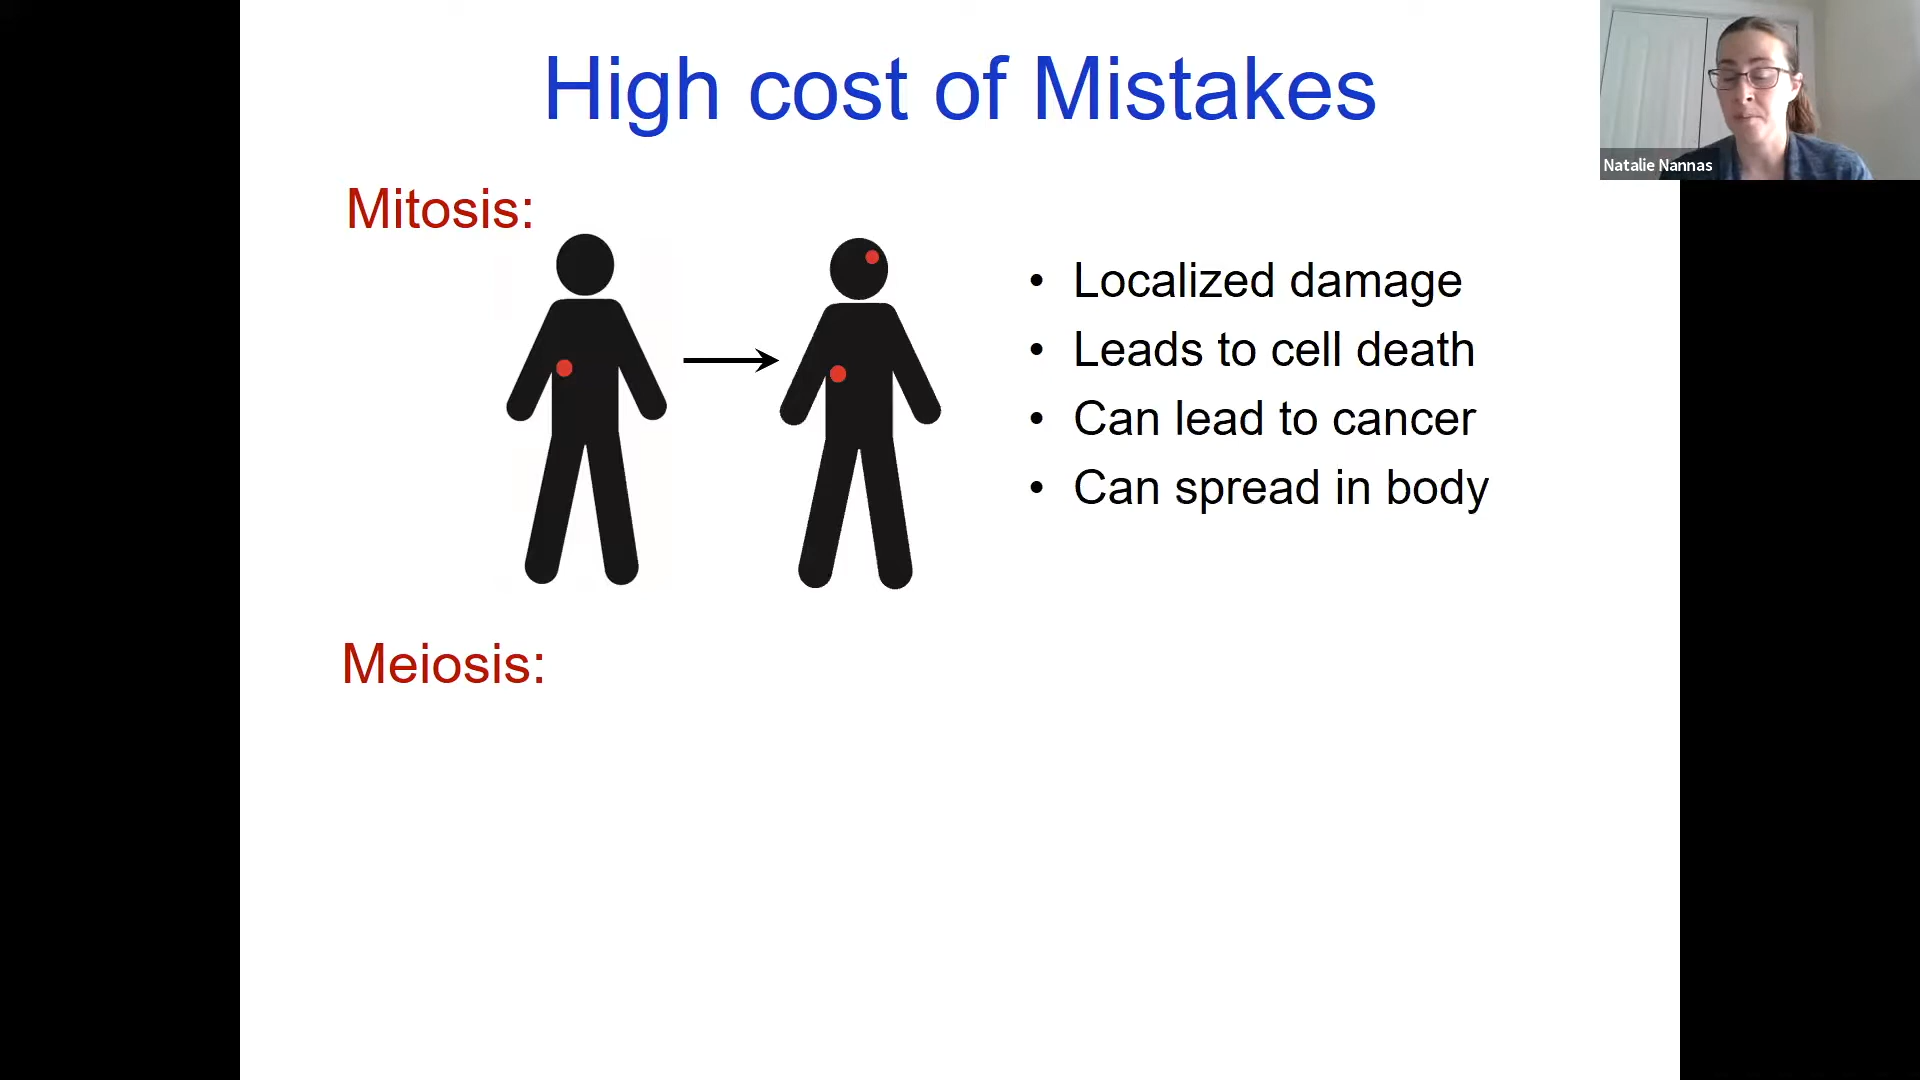 High cost of Mistakes
Natalie Nannas
Mitosis:
• Localized damage
• Leads to cell death
• Can lead to cancer
• Can spread in body
Meiosis: